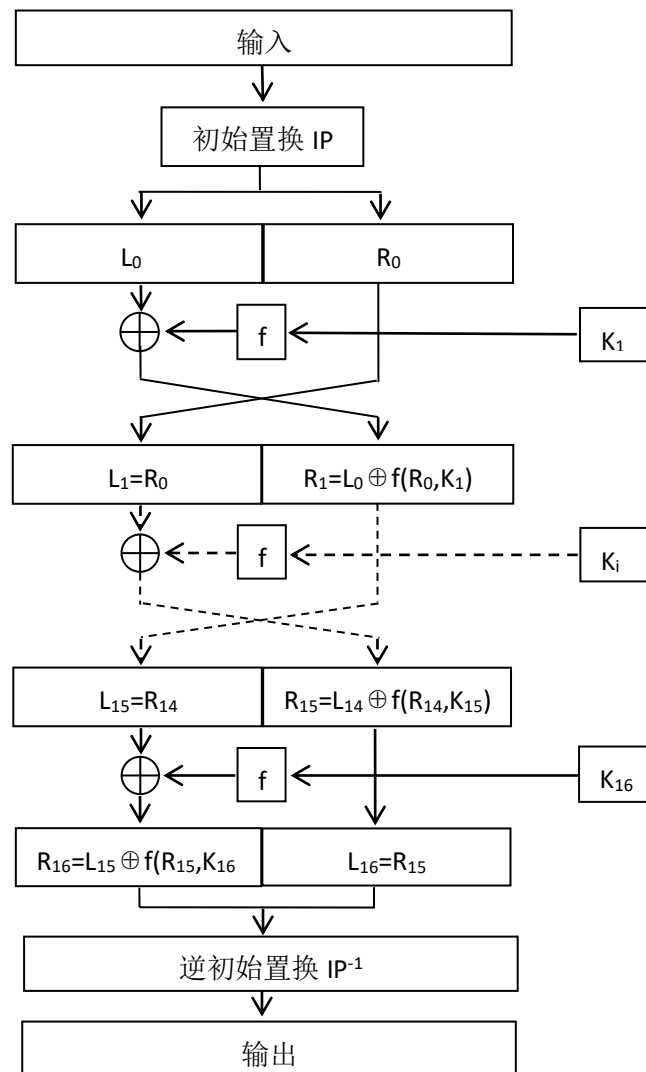 输入
初始置换 IP
L₀ R₀
f K₁
L₁=R₀ R₁=L₀⊕f(R₀,K₁)
f Kᵢ
L₁₅=R₁₄ R₁₅=L₁₄⊕f(R₁₄,K₁₅)
f K₁₆
R₁₆=L₁₅⊕f(R₁₅,K₁₆ L₁₆=R₁₅
逆初始置换 IP⁻¹
输出